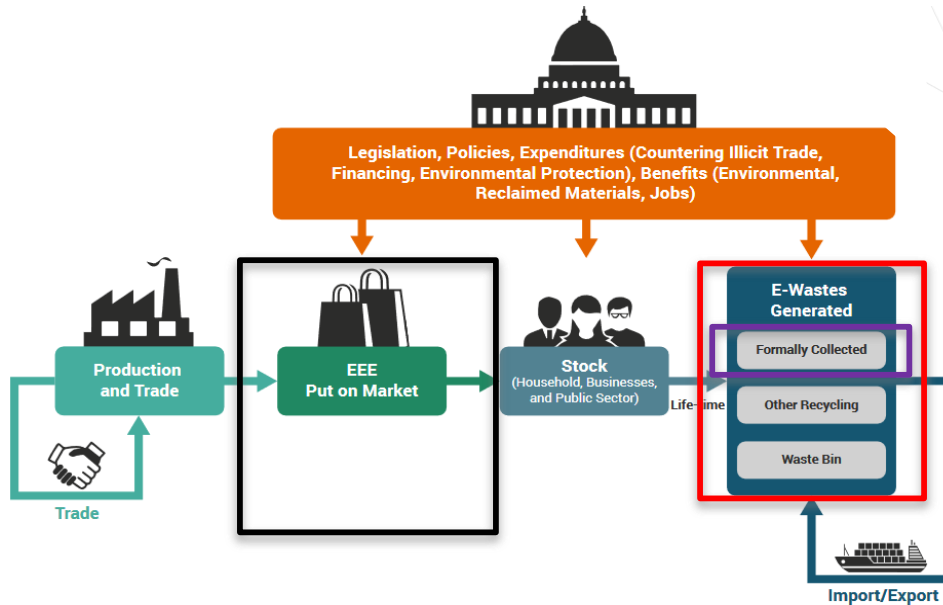 Legislation, Policies, Expenditures (Countering Illicit Trade,
Financing, Environmental Protection), Benefits (Environmental,
Reclaimed Materials, Jobs)
Production
and Trade
EEE
Put on Market
Stock
(Household, Businesses,
and Public Sector)
Life-time
E-Wastes
Generated
Formally Collected
Other Recycling
Waste Bin
Trade
Import/Export